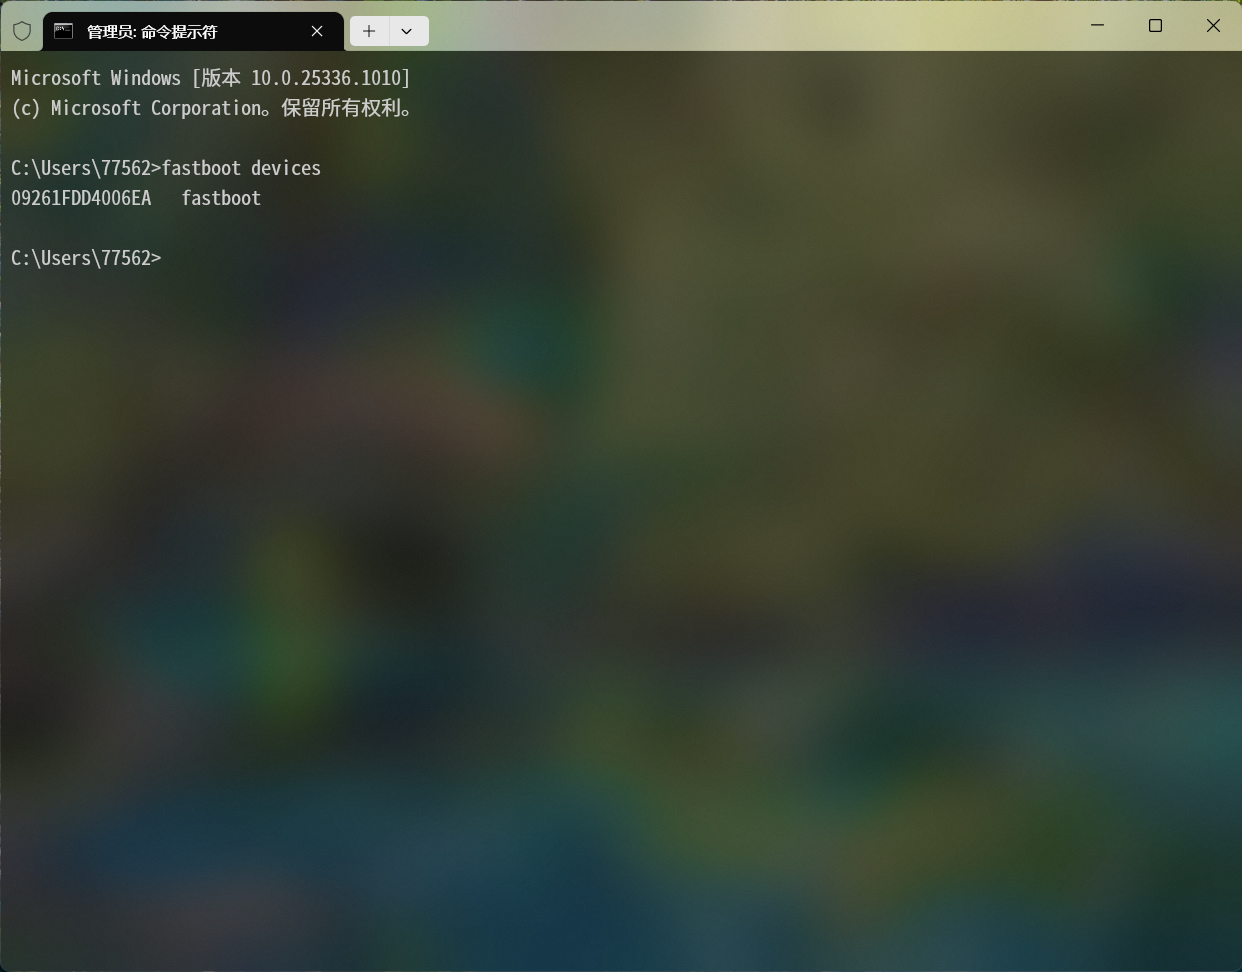 管理员: 命令提示符
Microsoft Windows [版本 10.0.25336.1010]
(c) Microsoft Corporation。保留所有权利。
C:\Users\77562>fastboot devices
09261FDD4006EA   fastboot
C:\Users\77562>